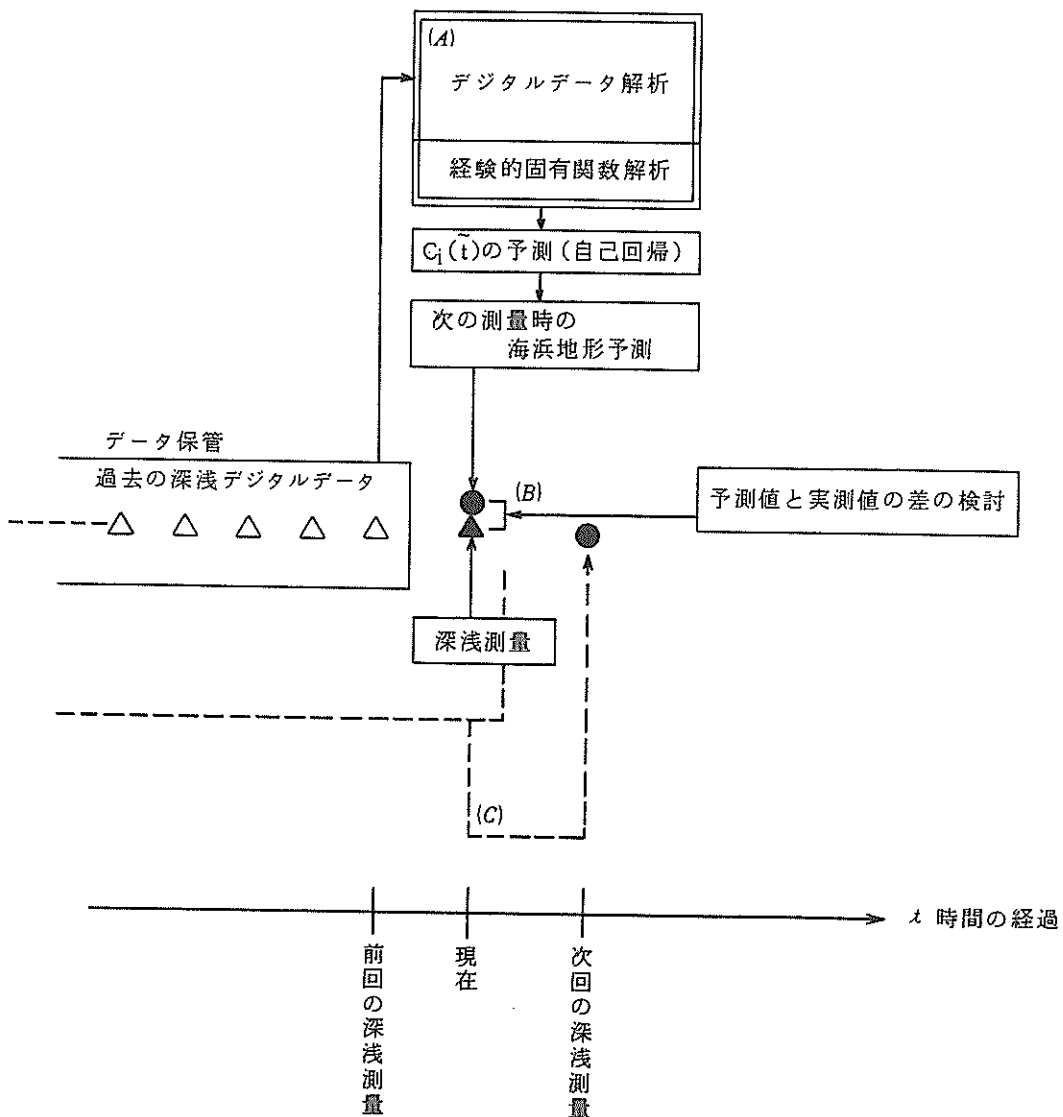 (A)
デジタルデータ解析
経験的固有関数解析
Ci(t̃)の予測(自己回帰)
次の測量時の
海浜地形予測
データ保管
過去の深浅デジタルデータ
(B)
予測値と実測値の差の検討
深浅測量
(C)
t 時間の経過
前回の深浅測量
現在
次回の深浅測量